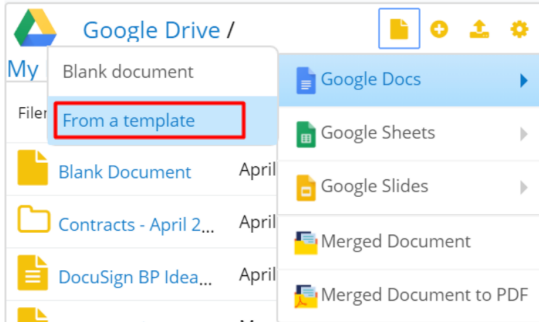 Google Drive /
My
Blank document
Google Docs
From a template
Google Sheets
Blank Document
April
Google Slides
Contracts - April 2...
April
Merged Document
DocuSign BP Idea...
April
Merged Document to PDF